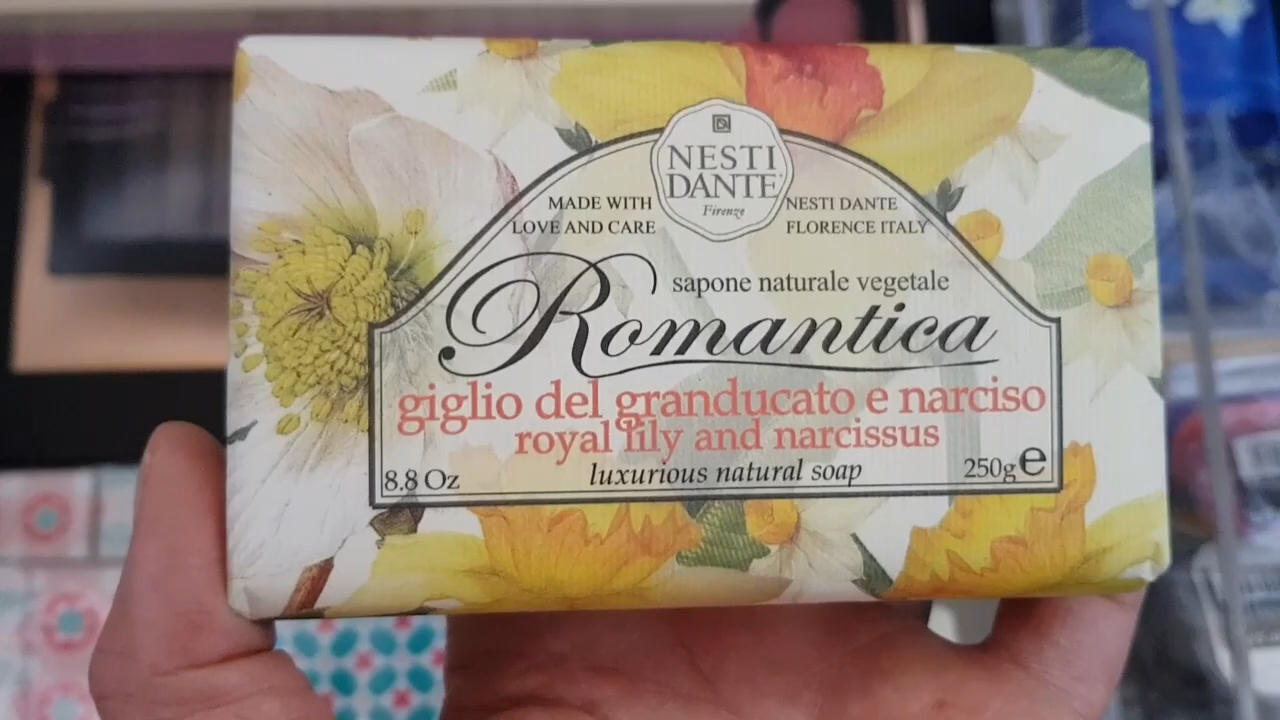 NESTI
DANTE
Firenze
MADE WITH
LOVE AND CARE
NESTI DANTE
FLORENCE ITALY
sapone naturale vegetale
Romantica
giglio del granducato e narciso
royal lily and narcissus
luxurious natural soap
8.8 Oz
250g e